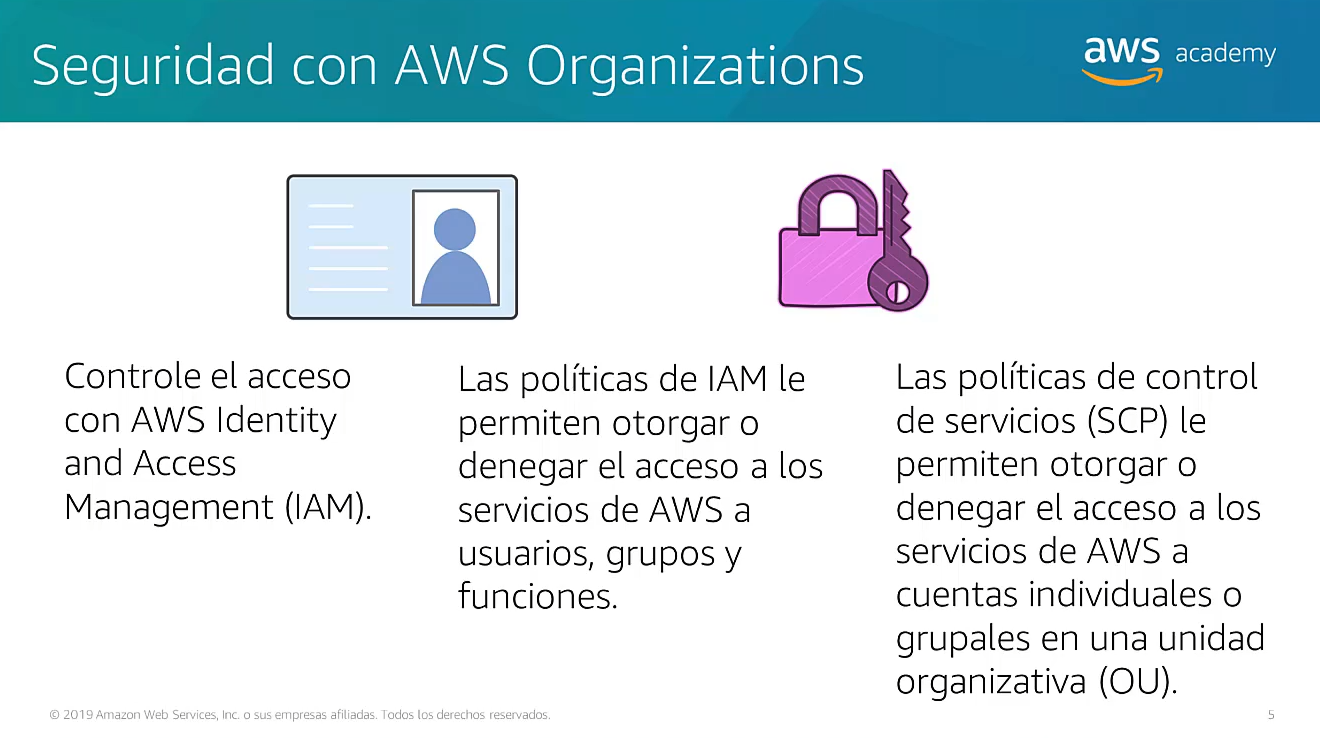 Seguridad con AWS Organizations
aws academy
Controle el acceso
con AWS Identity
and Access
Management (IAM).
Las políticas de IAM le
permiten otorgar o
denegar el acceso a los
servicios de AWS a
usuarios, grupos y
funciones.
Las políticas de control
de servicios (SCP) le
permiten otorgar o
denegar el acceso a los
servicios de AWS a
cuentas individuales o
grupales en una unidad
organizativa (OU).
© 2019 Amazon Web Services, Inc. o sus empresas afiliadas. Todos los derechos reservados.
5